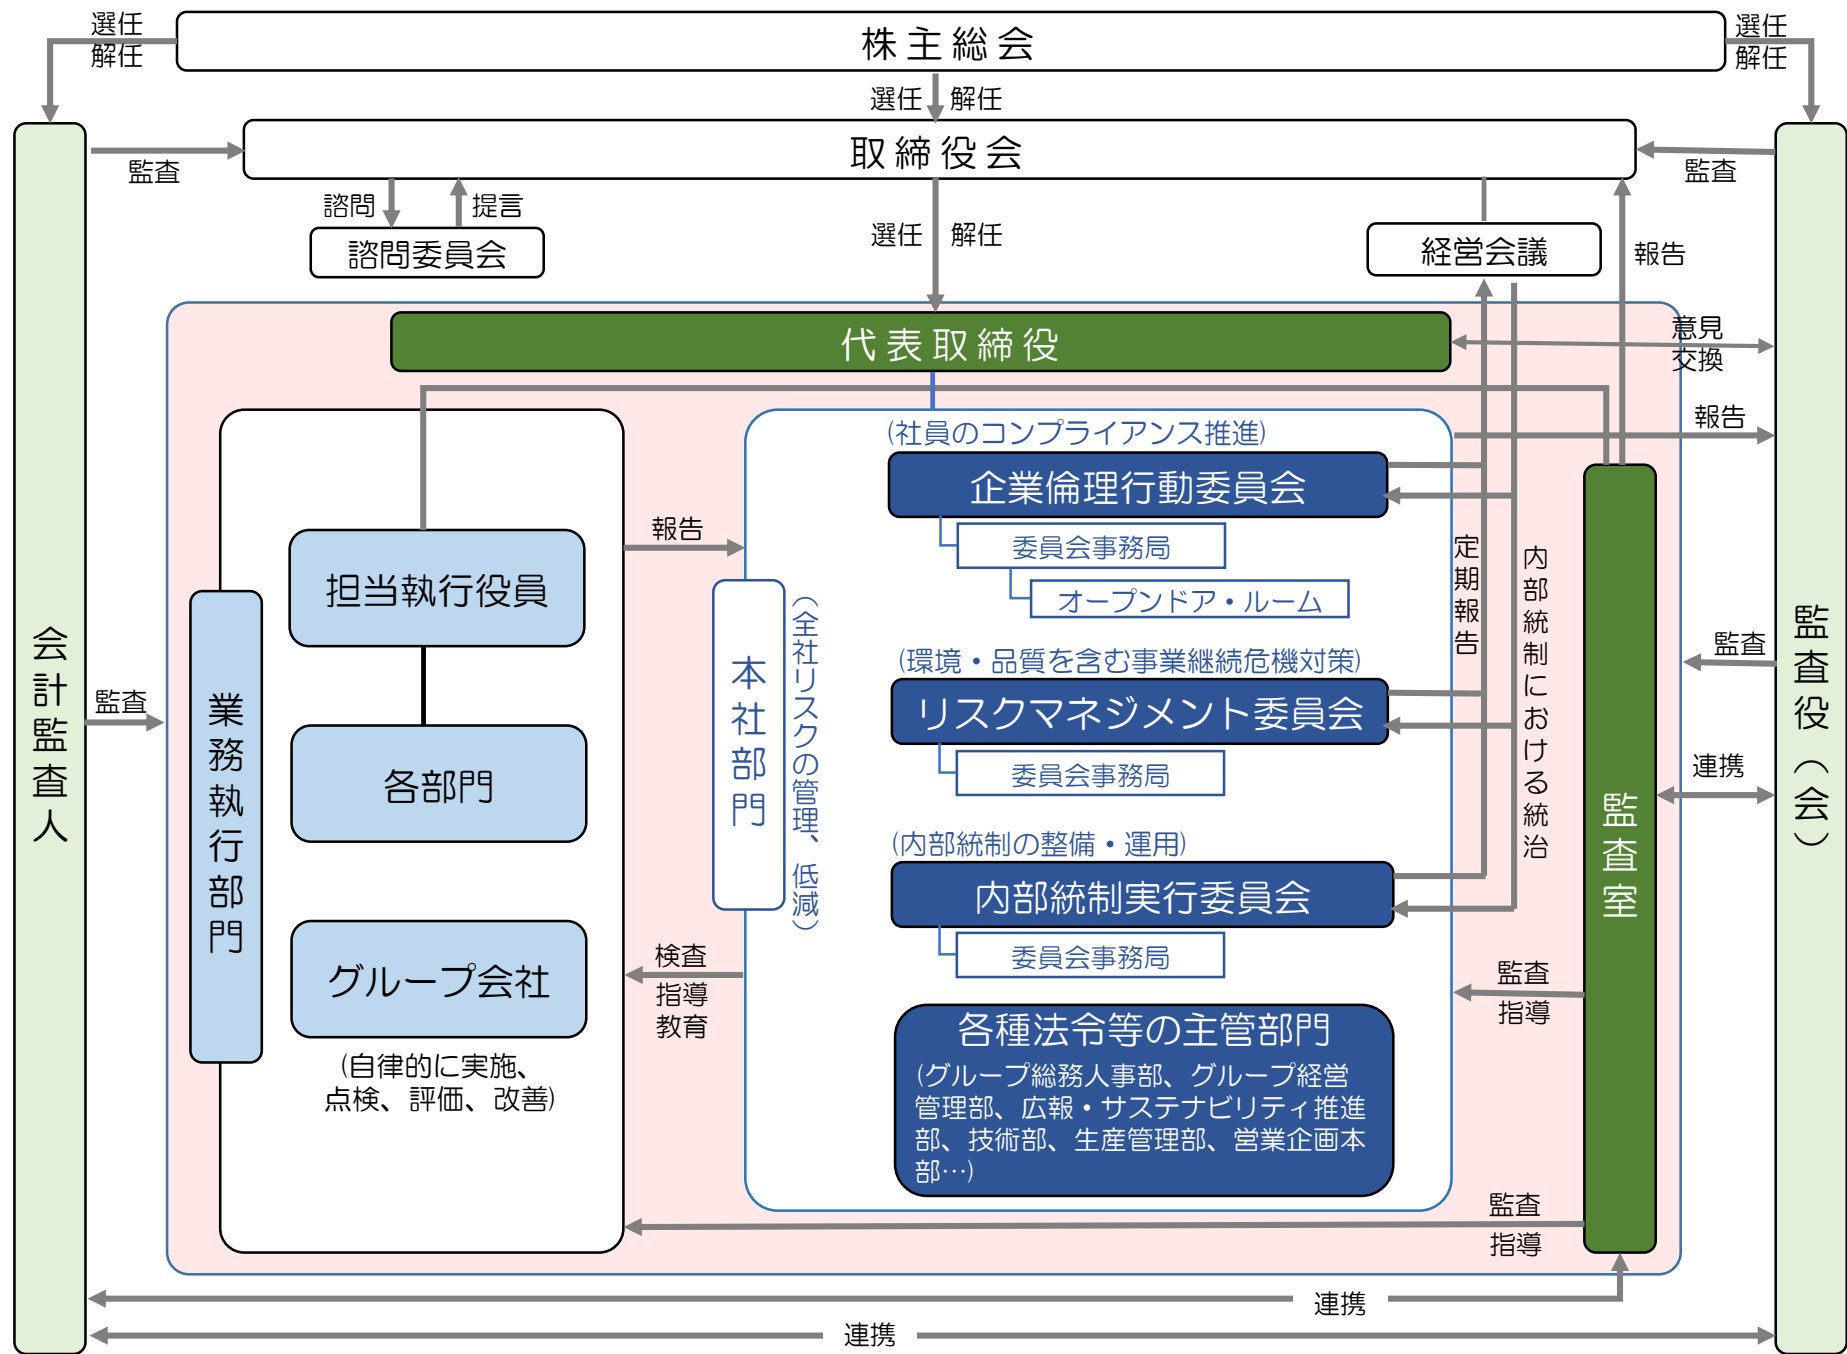 選任
解任
株主総会
選任
解任
選任 解任
取締役会
監査
監査
諮問
提言
諮問委員会
選任 解任
経営会議
報告
代表取締役
意見
交換
報告
(社員のコンプライアンス推進)
企業倫理行動委員会
委員会事務局
オープンドア・ルーム
報告
定期報告
内部統制における統治
担当執行役員
各部門
グループ会社
(自律的に実施、
点検、評価、改善)
業務執行部門
会計監査人
監査
本社部門
(全社リスクの管理、低減)
(環境・品質を含む事業継続危機対策)
リスクマネジメント委員会
委員会事務局
(内部統制の整備・運用)
内部統制実行委員会
委員会事務局
検査
指導
教育
各種法令等の主管部門
(グループ総務人事部、グループ経営
管理部、広報・サステナビリティ推進
部、技術部、生産管理部、営業企画本
部…)
監査
指導
監査
指導
監査室
監査
連携
監査役(会)
連携
連携